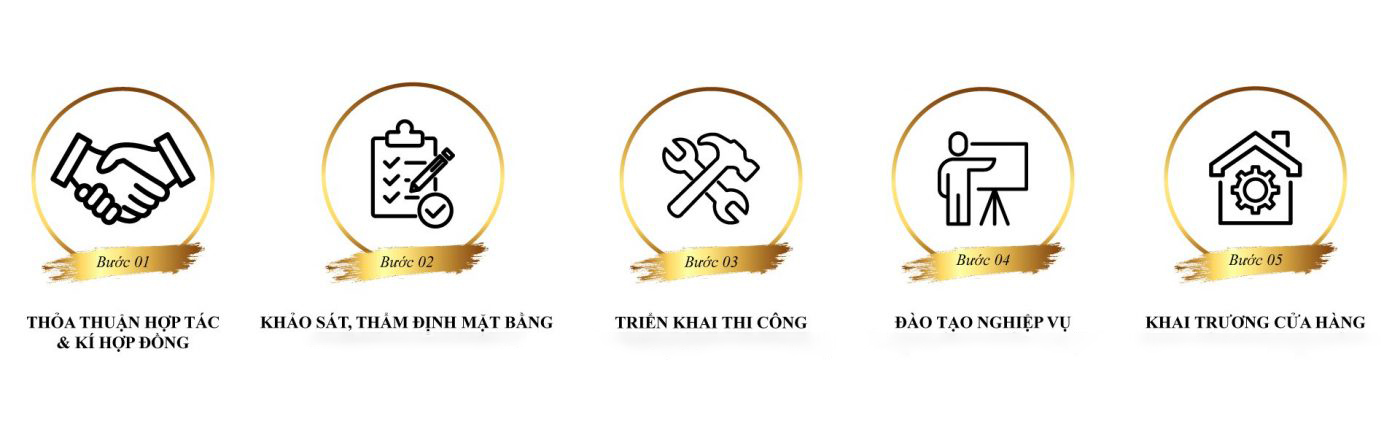 Bước 01
THỎA THUẬN HỢP TÁC
& KÍ HỢP ĐỒNG
Bước 02
KHẢO SÁT, THẨM ĐỊNH MẶT BẰNG
Bước 03
TRIỂN KHAI THI CÔNG
Bước 04
ĐÀO TẠO NGHIỆP VỤ
Bước 05
KHAI TRƯƠNG CỬA HÀNG